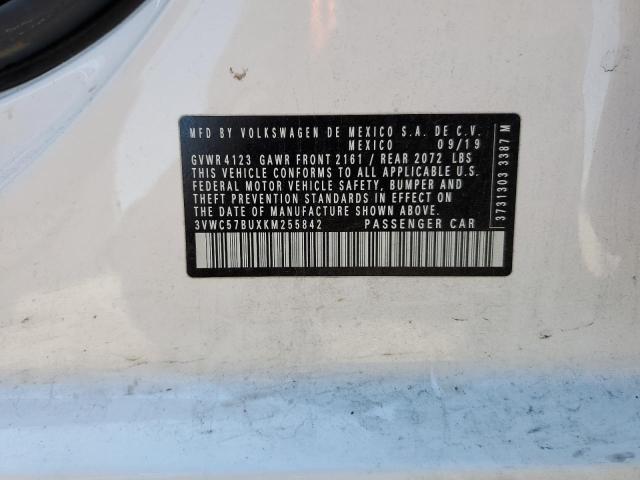 MFD BY VOLKSWAGEN DE MEXICO S.A. DE C.V.
MEXICO 09/19
GVWR 4123 GAWR FRONT 2161 / REAR 2072 LBS
THIS VEHICLE CONFORMS TO ALL APPLICABLE U.S.
FEDERAL MOTOR VEHICLE SAFETY, BUMPER AND
THEFT PREVENTION STANDARDS IN EFFECT ON
THE DATE OF MANUFACTURE SHOWN ABOVE.
3VWC57BUXKM255842 PASSENGER CAR
3731303 3387 M